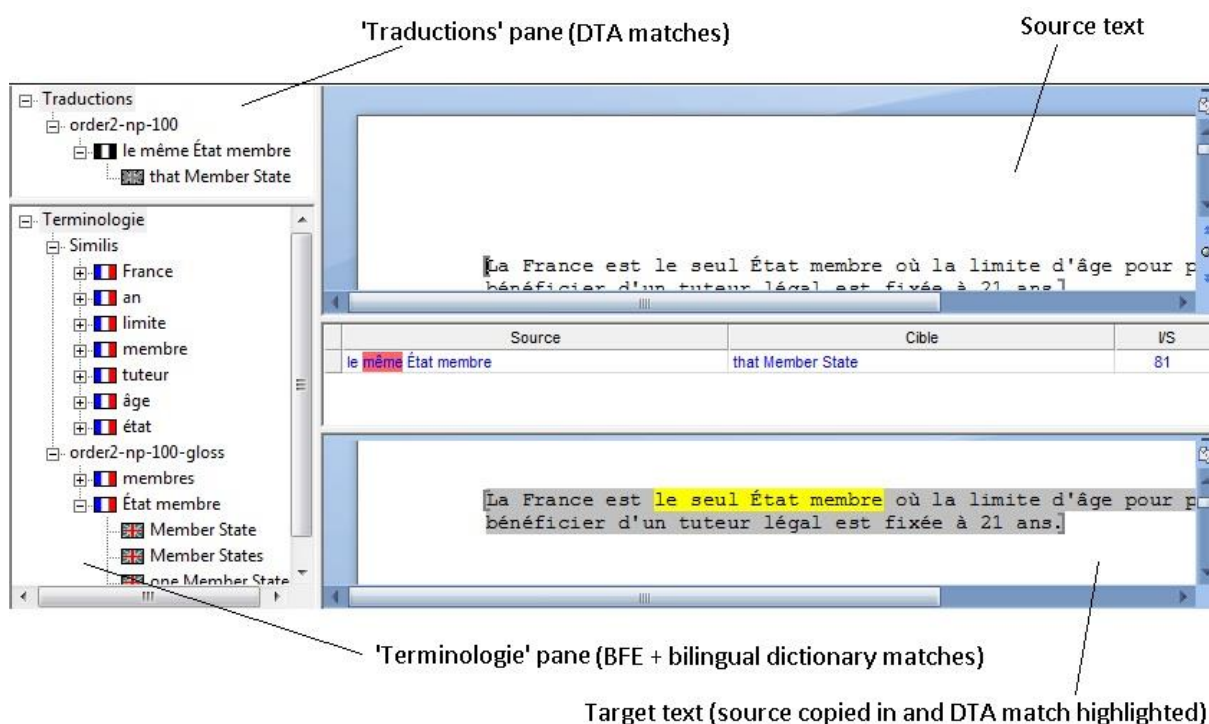 'Traductions' pane (DTA matches)
Source text
Traductions
order2-np-100
le même État membre
that Member State
Terminologie
Similis
France
an
limite
membre
tuteur
âge
état
order2-np-100-gloss
membres
État membre
Member State
Member States
one Member State
La France est le seul État membre où la limite d'âge pour p
bénéficier d'un tuteur légal est fixée à 21 ans.
Source Cible I/S
le même État membre that Member State 81
La France est le seul État membre où la limite d'âge pour p
bénéficier d'un tuteur légal est fixée à 21 ans.
'Terminologie' pane (BFE + bilingual dictionary matches)
Target text (source copied in and DTA match highlighted)